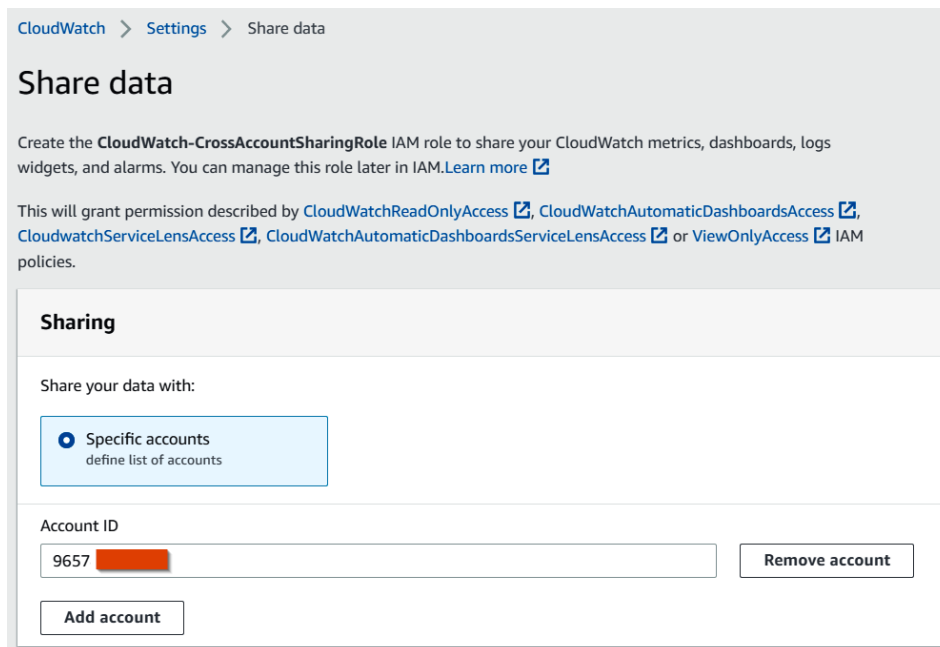 CloudWatch > Settings > Share data
Share data
Create the CloudWatch-CrossAccountSharingRole IAM role to share your CloudWatch metrics, dashboards, logs
widgets, and alarms. You can manage this role later in IAM.Learn more
This will grant permission described by CloudWatchReadOnlyAccess , CloudWatchAutomaticDashboardsAccess ,
CloudwatchServiceLensAccess , CloudWatchAutomaticDashboardsServiceLensAccess or ViewOnlyAccess IAM
policies.
Sharing
Share your data with:
Specific accounts
define list of accounts
Account ID
9657
Remove account
Add account